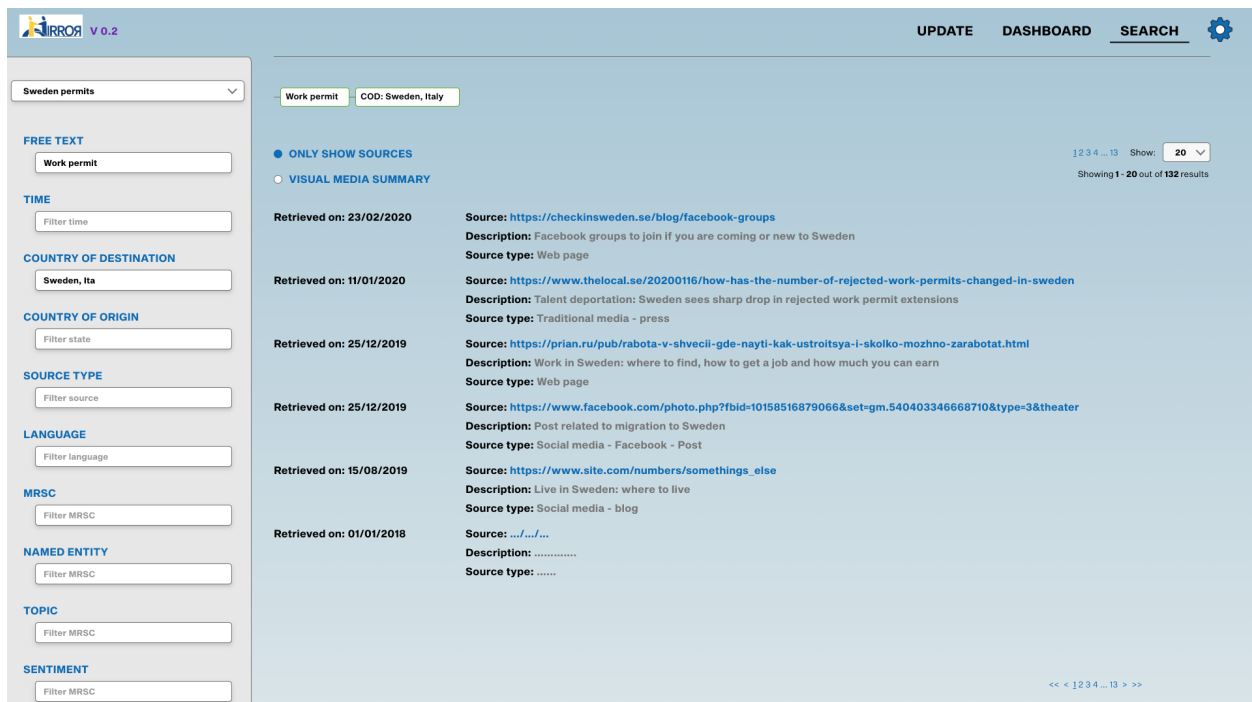 MIRROR V 0.2
UPDATE DASHBOARD SEARCH
Sweden permits
FREE TEXT
Work permit
TIME
Filter time
COUNTRY OF DESTINATION
Sweden, Ita
COUNTRY OF ORIGIN
Filter state
SOURCE TYPE
Filter source
LANGUAGE
Filter language
MRSC
Filter MRSC
NAMED ENTITY
Filter MRSC
TOPIC
Filter MRSC
SENTIMENT
Filter MRSC
Work permit COD: Sweden, Italy
ONLY SHOW SOURCES
VISUAL MEDIA SUMMARY
1 2 3 4 ... 13 Show: 20
Showing 1 - 20 out of 132 results
Retrieved on: 23/02/2020 Source: https://checkinsweden.se/blog/facebook-groups
Description: Facebook groups to join if you are coming or new to Sweden
Source type: Web page
Retrieved on: 11/01/2020 Source: https://www.thelocal.se/20200116/how-has-the-number-of-rejected-work-permits-changed-in-sweden
Description: Talent deportation: Sweden sees sharp drop in rejected work permit extensions
Source type: Traditional media - press
Retrieved on: 25/12/2019 Source: https://prian.ru/pub/rabota-v-shvecii-gde-nayti-kak-ustroitsya-i-skolko-mozhno-zarabotat.html
Description: Work in Sweden: where to find, how to get a job and how much you can earn
Source type: Web page
Retrieved on: 25/12/2019 Source: https://www.facebook.com/photo.php?fbid=10158516879066&set=gm.540403346668710&type=3&theater
Description: Post related to migration to Sweden
Source type: Social media - Facebook - Post
Retrieved on: 15/08/2019 Source: https://www.site.com/numbers/somethings_else
Description: Live in Sweden: where to live
Source type: Social media - blog
Retrieved on: 01/01/2018 Source: .../.../...
Description: .............
Source type: ......
<< < 1 2 3 4 ... 13 > >>